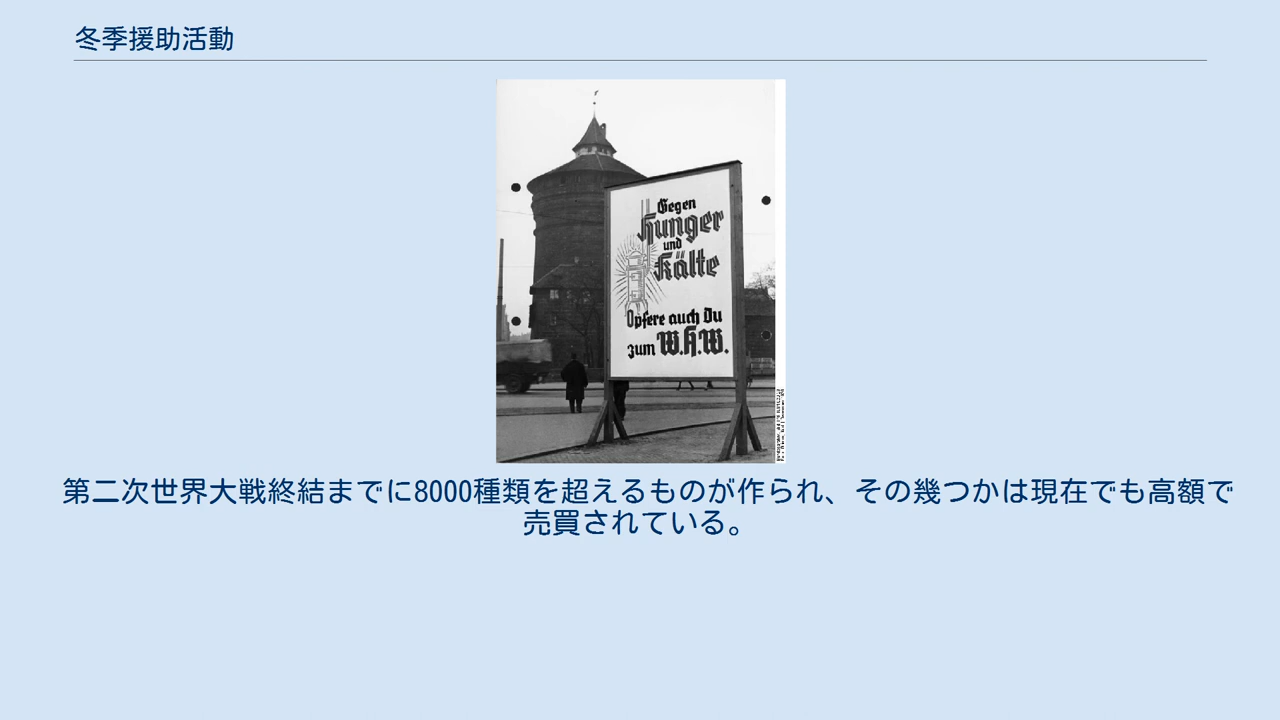 冬季援助活動
Gegen
Hunger
und
Kälte
Opfere auch Du
zum W.H.W.
第二次世界大戦終結までに8000種類を超えるものが作られ、その幾つかは現在でも高額で
売買されている。